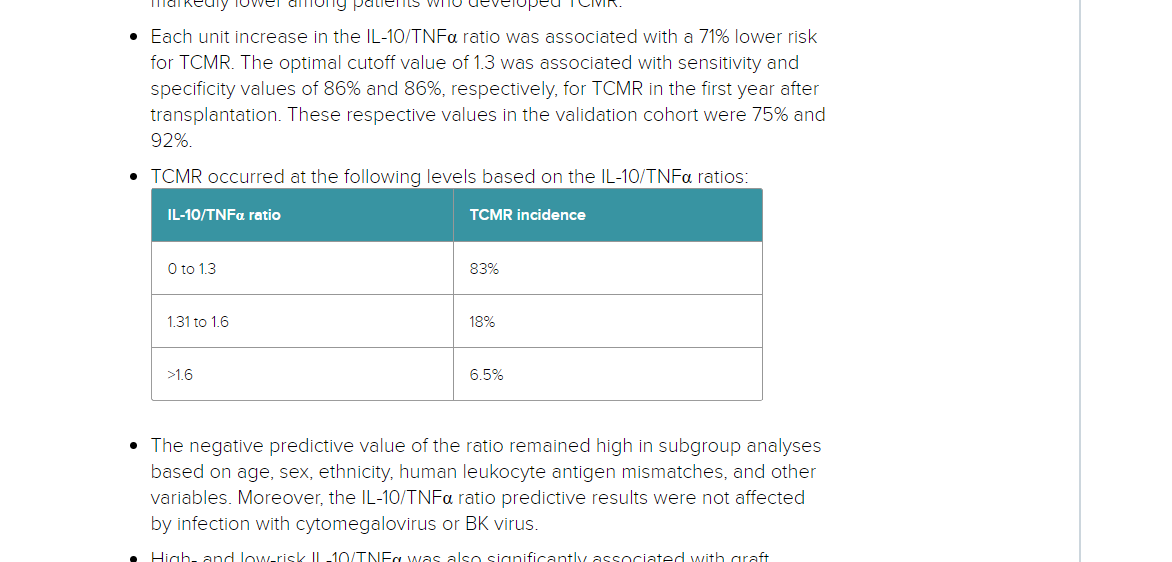 markedly lower among patients who developed TCMR.
• Each unit increase in the IL-10/TNFα ratio was associated with a 71% lower risk
for TCMR. The optimal cutoff value of 1.3 was associated with sensitivity and
specificity values of 86% and 86%, respectively, for TCMR in the first year after
transplantation. These respective values in the validation cohort were 75% and
92%.
• TCMR occurred at the following levels based on the IL-10/TNFα ratios:
IL-10/TNFα ratio TCMR incidence
0 to 1.3 83%
1.31 to 1.6 18%
>1.6 6.5%
• The negative predictive value of the ratio remained high in subgroup analyses
based on age, sex, ethnicity, human leukocyte antigen mismatches, and other
variables. Moreover, the IL-10/TNFα ratio predictive results were not affected
by infection with cytomegalovirus or BK virus.
• High- and low-risk IL-10/TNFα was also significantly associated with graft